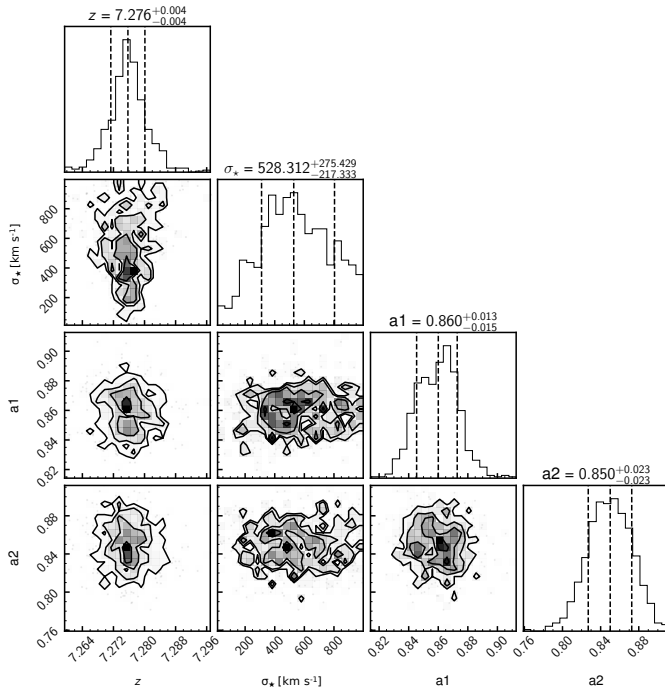 z = 7.276 +0.004 −0.004
σ⋆ = 528.312 +275.429 −217.333
800
600
400
200
σ⋆ [km s⁻¹]
a1 = 0.860 +0.013 −0.015
0.90
0.88
0.86
0.84
0.82
a1
a2 = 0.850 +0.023 −0.023
0.88
0.84
0.80
0.76
a2
7.264 7.272 7.280 7.288 7.296
200 400 600 800
0.82 0.84 0.86 0.88 0.90
0.76 0.80 0.84 0.88
z σ⋆ [km s⁻¹] a1 a2